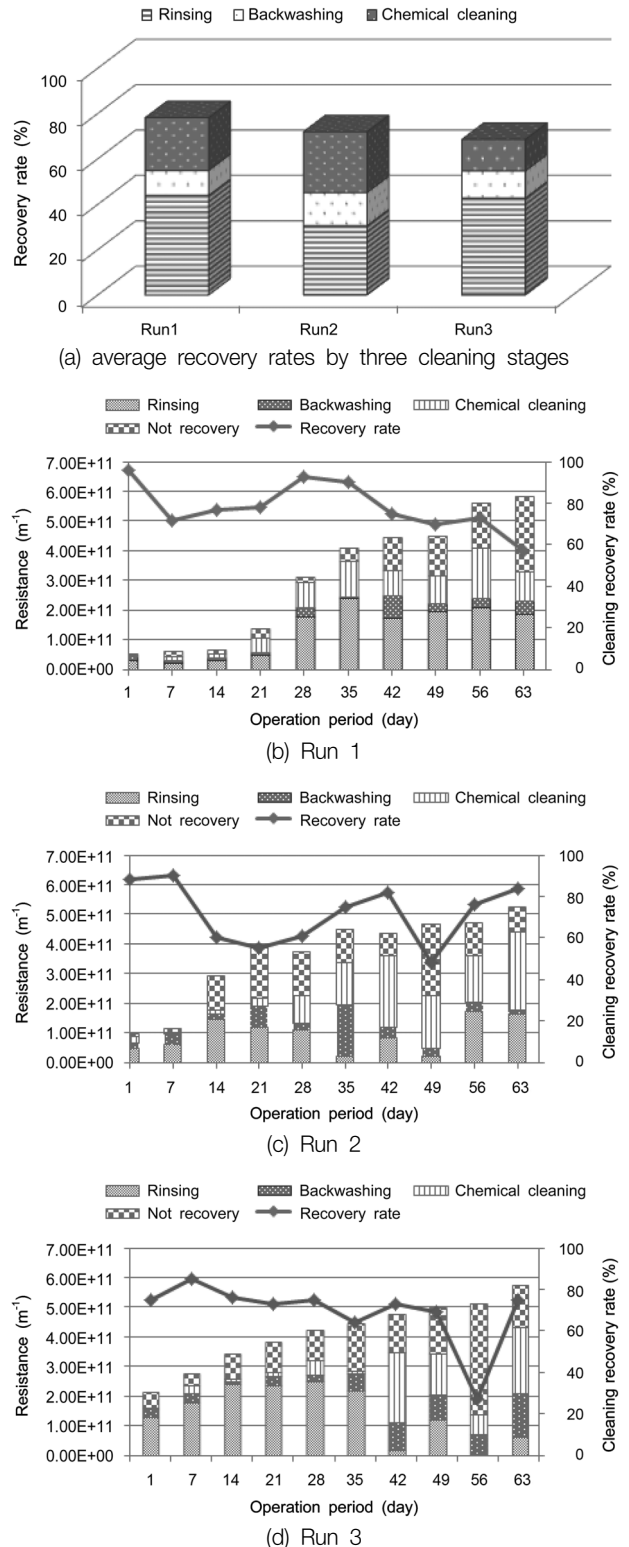 Rinsing Backwashing Chemical cleaning
Recovery rate (%)
100
80
60
40
20
0
Run1 Run2 Run3
(a) average recovery rates by three cleaning stages
Rinsing Backwashing Chemical cleaning
Not recovery Recovery rate
Resistance (m⁻¹)
7.00E+11 100
6.00E+11 80
5.00E+11
4.00E+11 60
3.00E+11 40
2.00E+11
1.00E+11 20
0.00E+00 0
Cleaning recovery rate (%)
1 7 14 21 28 35 42 49 56 63
Operation period (day)
(b) Run 1
Rinsing Backwashing Chemical cleaning
Not recovery Recovery rate
Resistance (m⁻¹)
7.00E+11 100
6.00E+11 80
5.00E+11
4.00E+11 60
3.00E+11 40
2.00E+11
1.00E+11 20
0.00E+00 0
Cleaning recovery rate (%)
1 7 14 21 28 35 42 49 56 63
Operation period (day)
(c) Run 2
Rinsing Backwashing Chemical cleaning
Not recovery Recovery rate
Resistance (m⁻¹)
7.00E+11 100
6.00E+11 80
5.00E+11
4.00E+11 60
3.00E+11 40
2.00E+11
1.00E+11 20
0.00E+00 0
Cleaning recovery rate (%)
1 7 14 21 28 35 42 49 56 63
Operation period (day)
(d) Run 3